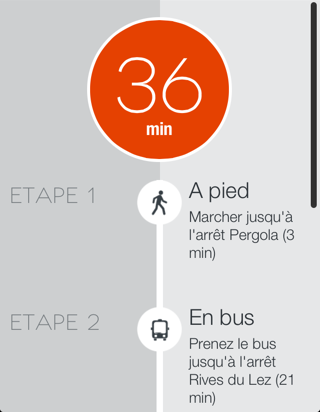 36
min
ETAPE 1
A pied
Marcher jusqu'à
l'arrêt Pergola (3
min)
ETAPE 2
En bus
Prenez le bus
jusqu'à l'arrêt
Rives du Lez (21
min)